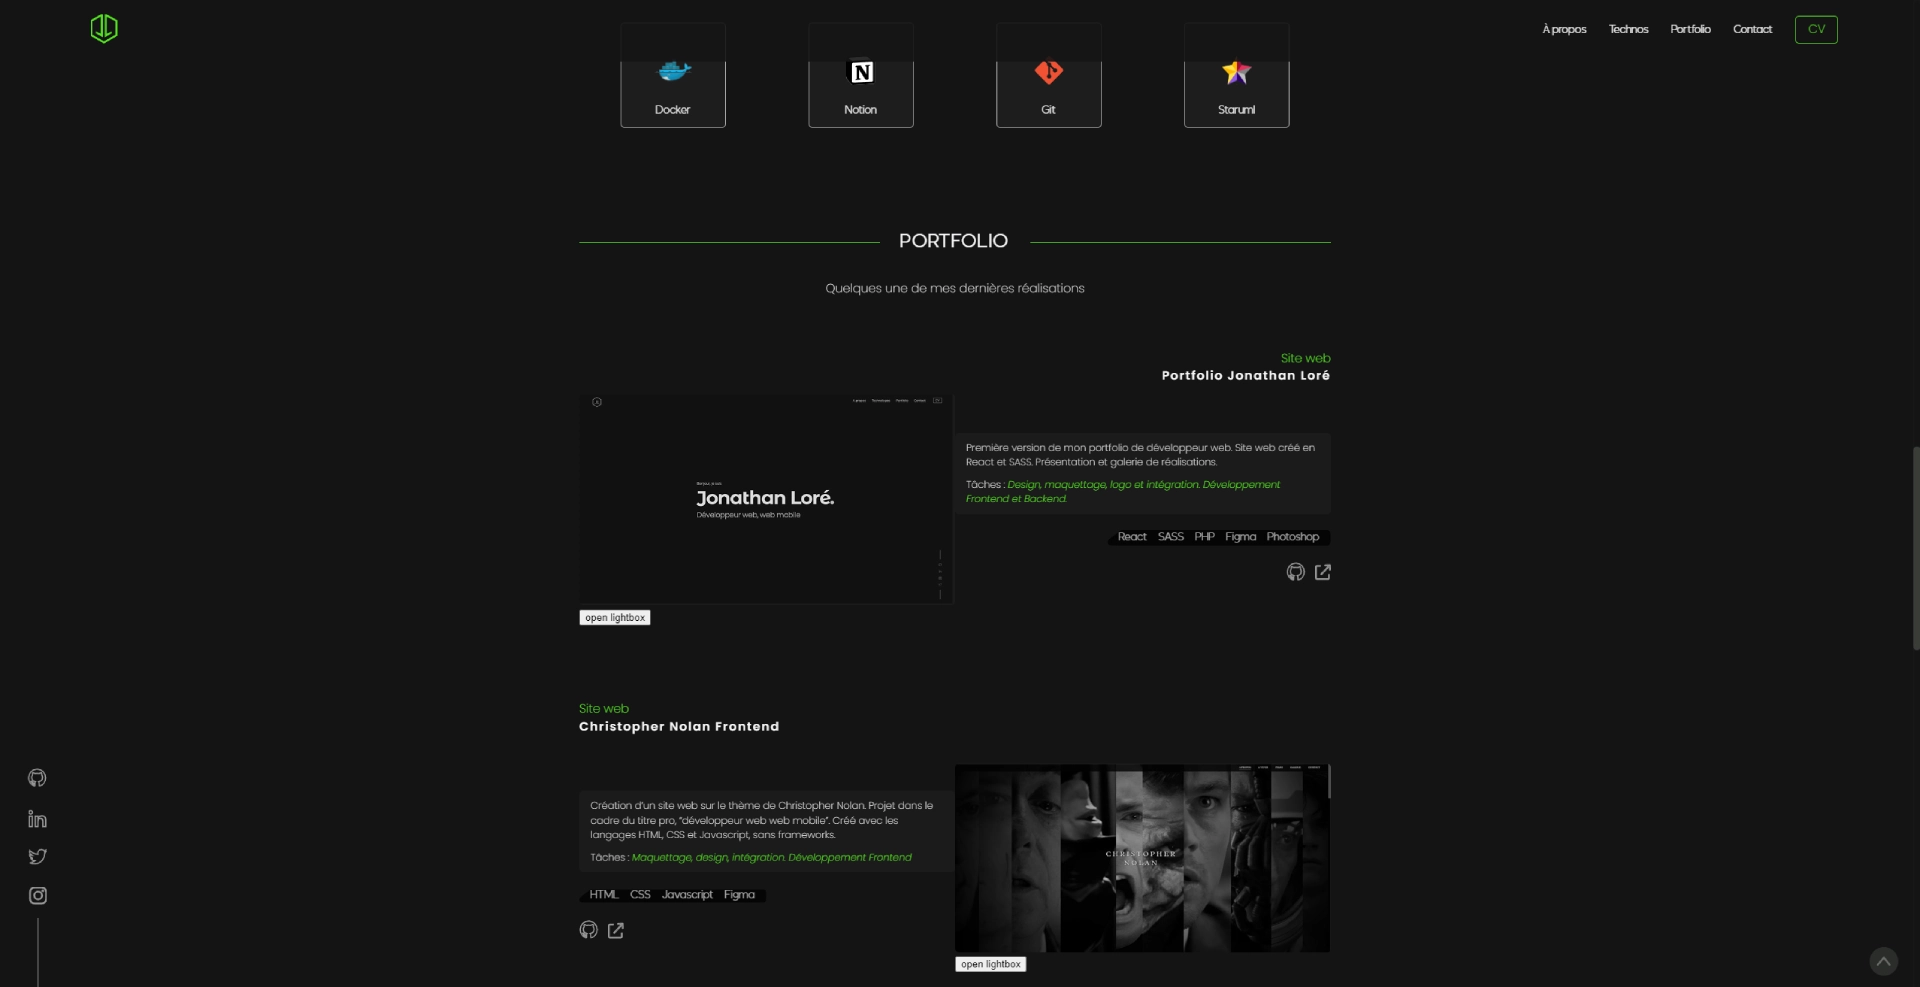 À propos Technos Portfolio Contact CV
Docker Notion Git Staruml
PORTFOLIO
Quelques une de mes dernières réalisations
Site web
Portfolio Jonathan Loré
Jonathan Loré.
Développeur web, web mobile
Première version de mon portfolio de développeur web. Site web créé en
React et SASS. Présentation et galerie de réalisations.
Tâches : Design, maquettage, logo et intégration. Développement
Frontend et Backend.
React SASS PHP Figma Photoshop
open lightbox
Site web
Christopher Nolan Frontend
Création d'un site web sur le thème de Christopher Nolan. Projet dans le
cadre du titre pro, "développeur web web mobile". Créé avec les
langages HTML, CSS et Javascript, sans frameworks.
Tâches : Maquettage, design, intégration. Développement Frontend
HTML CSS Javascript Figma
CHRISTOPHER
NOLAN
open lightbox